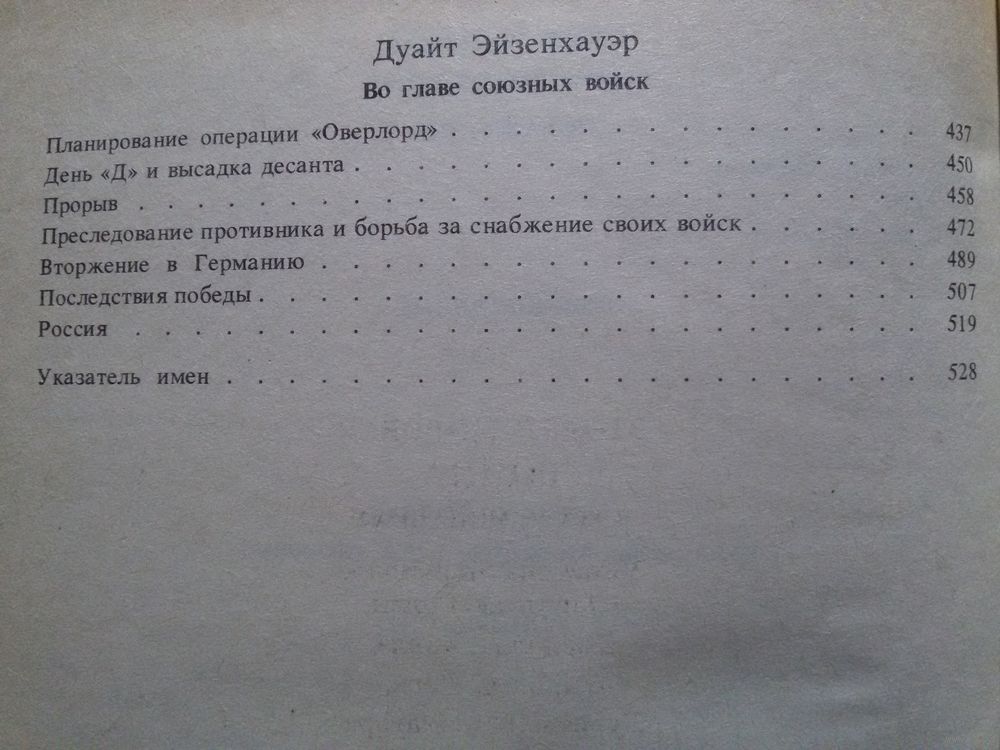 Дуайт Эйзенхауэр
Во главе союзных войск
Планирование операции «Оверлорд» . . . . . . . . . . . . . . . . 437
День «Д» и высадка десанта . . . . . . . . . . . . . . . . . . 450
Прорыв . . . . . . . . . . . . . . . . . . . . . . . . 458
Преследование противника и борьба за снабжение своих войск . . . . . . 472
Вторжение в Германию . . . . . . . . . . . . . . . . . . . 489
Последствия победы . . . . . . . . . . . . . . . . . . . . 507
Россия . . . . . . . . . . . . . . . . . . . . . . . . 519
Указатель имен . . . . . . . . . . . . . . . . . . . . . . 528